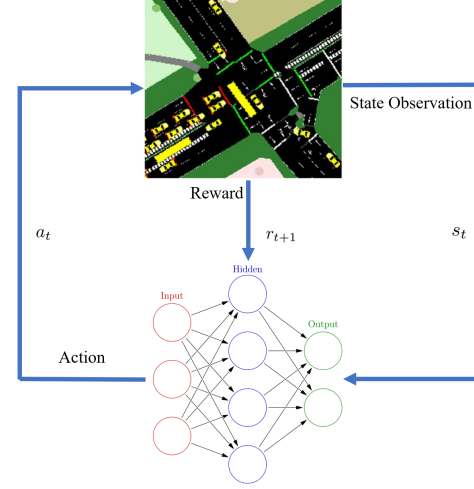 State Observation
Reward
a_t
r_{t+1}
s_t
Hidden
Input
Output
Action